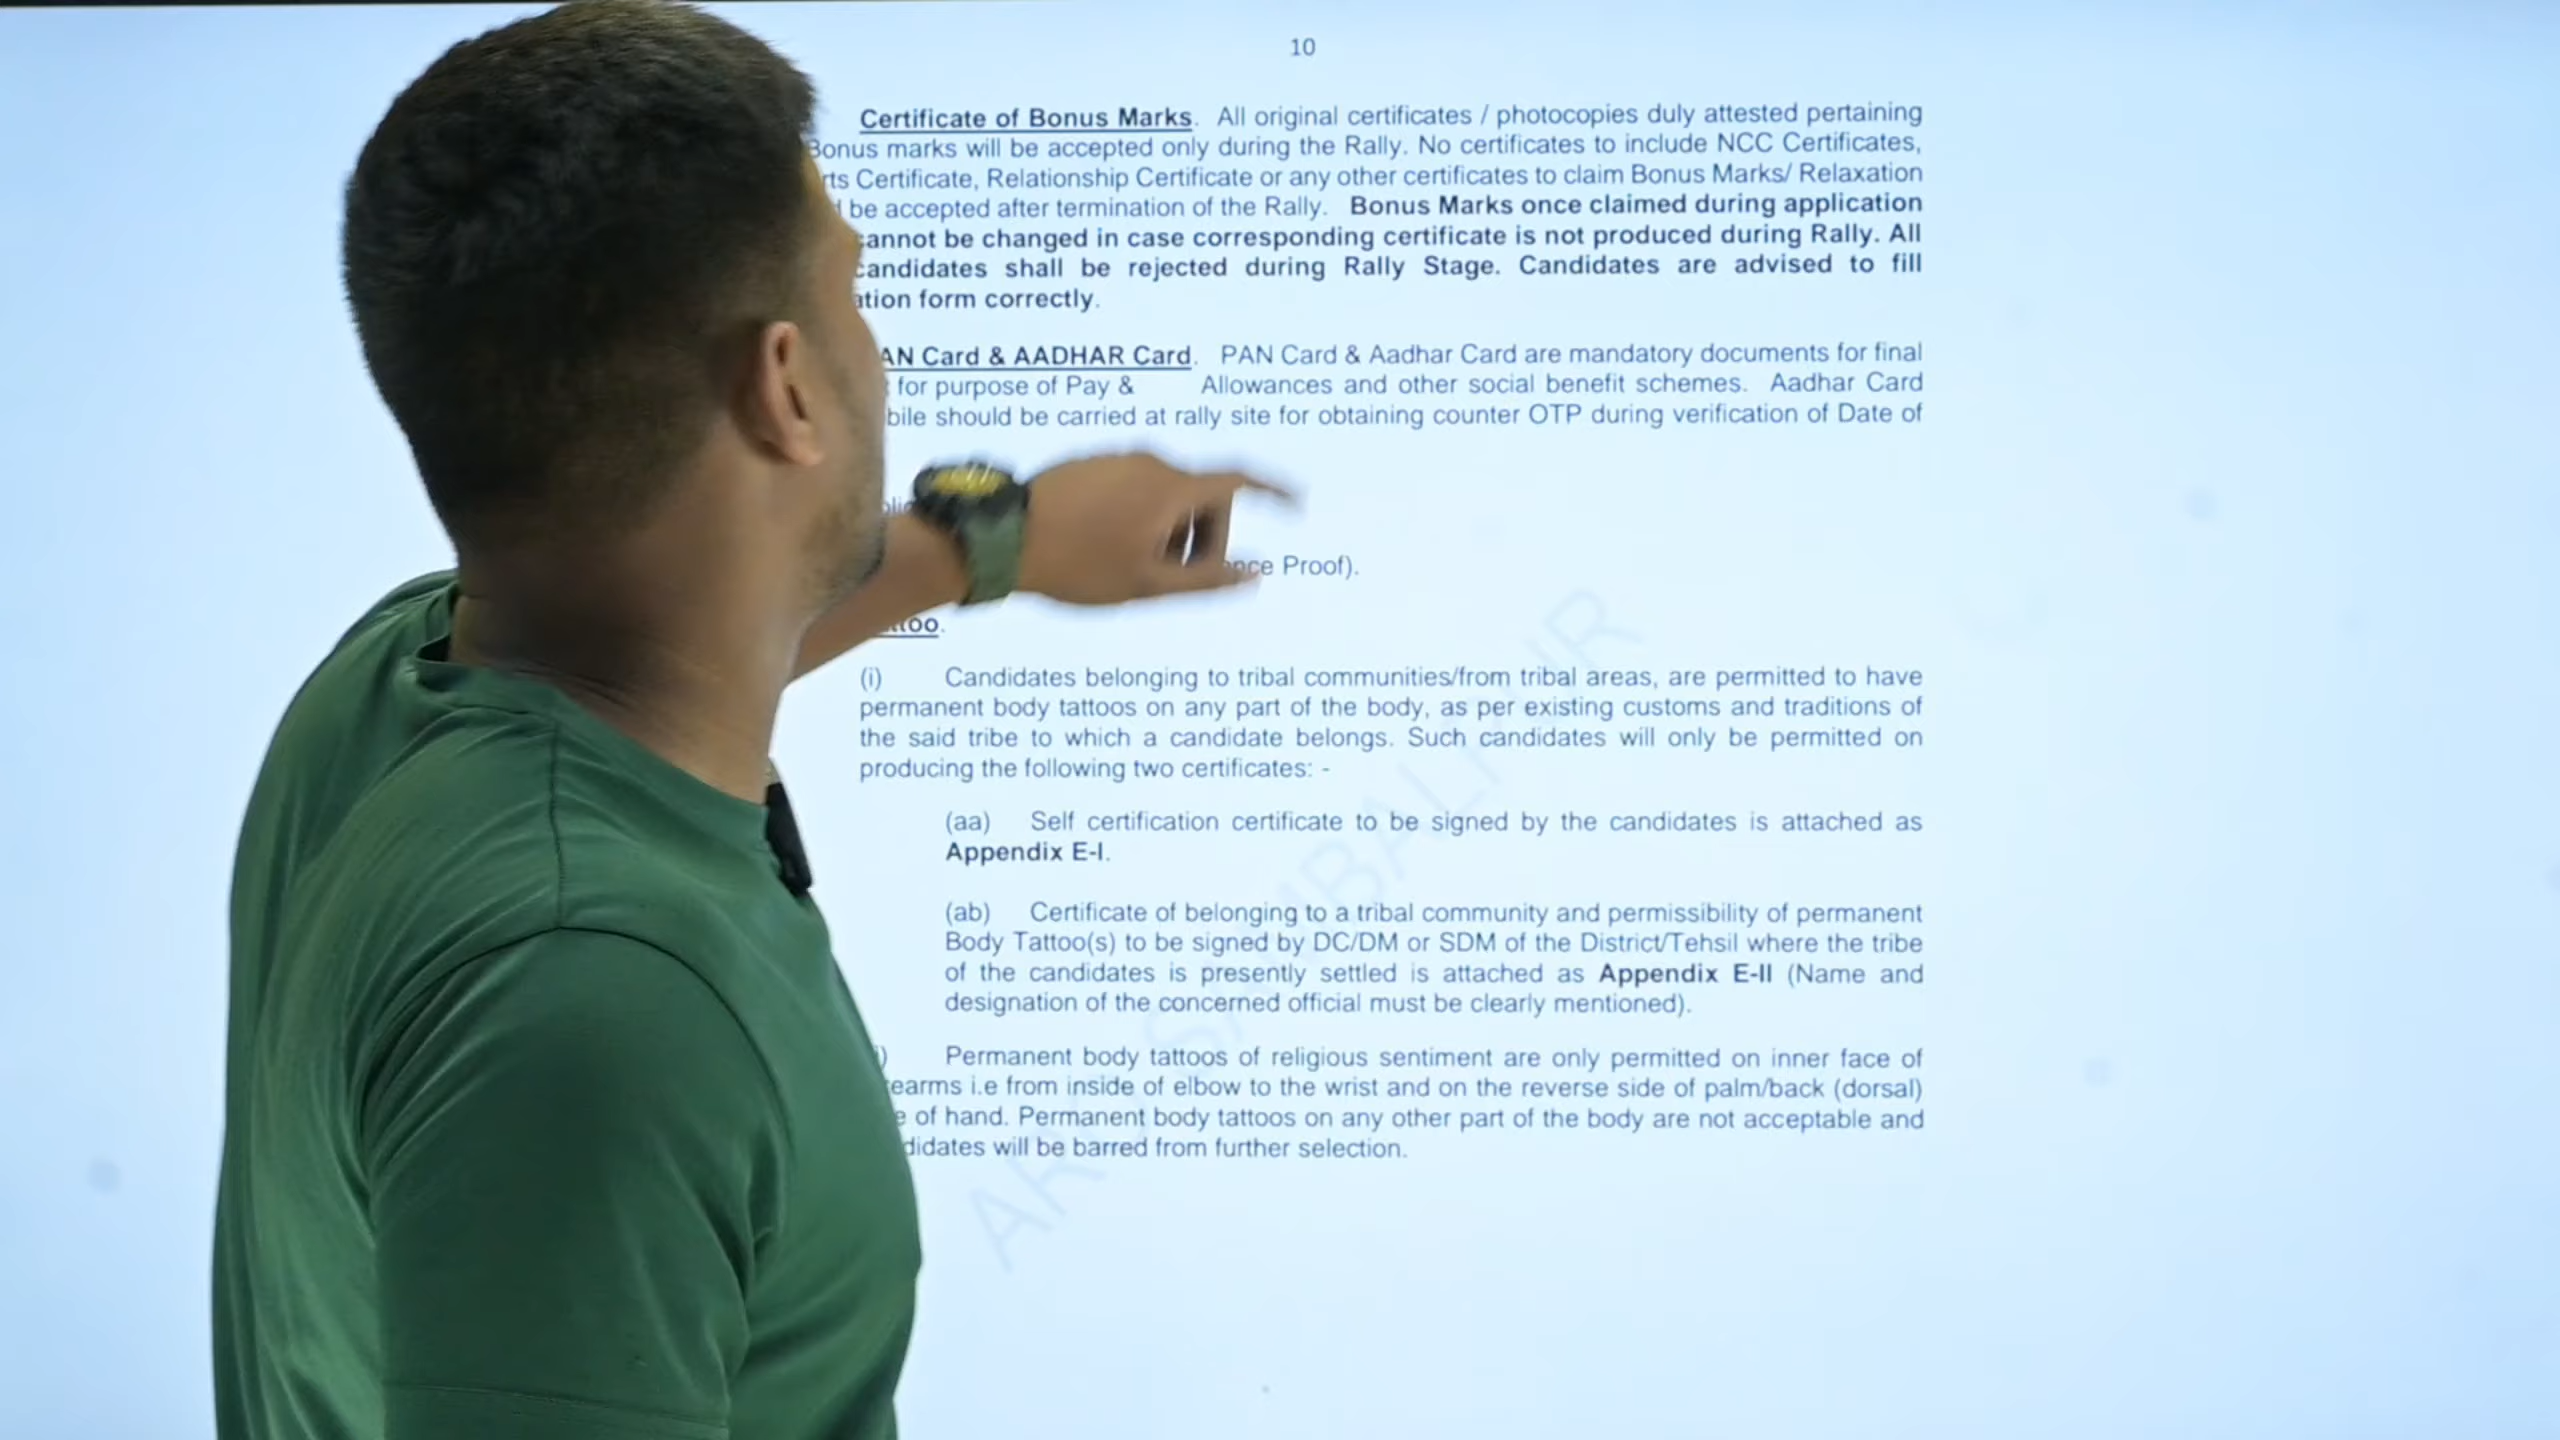 10
Certificate of Bonus Marks. All original certificates / photocopies duly attested pertaining
Bonus marks will be accepted only during the Rally. No certificates to include NCC Certificates,
Certificate, Relationship Certificate or any other certificates to claim Bonus Marks/ Relaxation
be accepted after termination of the Rally. Bonus Marks once claimed during application
cannot be changed in case corresponding certificate is not produced during Rally. All
candidates shall be rejected during Rally Stage. Candidates are advised to fill
form correctly.
Card & AADHAR Card. PAN Card & Aadhar Card are mandatory documents for final
for purpose of Pay & Allowances and other social benefit schemes. Aadhar Card
should be carried at rally site for obtaining counter OTP during verification of Date of
Proof).
(i) Candidates belonging to tribal communities/from tribal areas, are permitted to have
permanent body tattoos on any part of the body, as per existing customs and traditions of
the said tribe to which a candidate belongs. Such candidates will only be permitted on
producing the following two certificates: -
(aa) Self certification certificate to be signed by the candidates is attached as
Appendix E-I.
(ab) Certificate of belonging to a tribal community and permissibility of permanent
Body Tattoo(s) to be signed by DC/DM or SDM of the District/Tehsil where the tribe
of the candidates is presently settled is attached as Appendix E-II (Name and
designation of the concerned official must be clearly mentioned).
Permanent body tattoos of religious sentiment are only permitted on inner face of
i.e from inside of elbow to the wrist and on the reverse side of palm/back (dorsal)
of hand. Permanent body tattoos on any other part of the body are not acceptable and
will be barred from further selection.